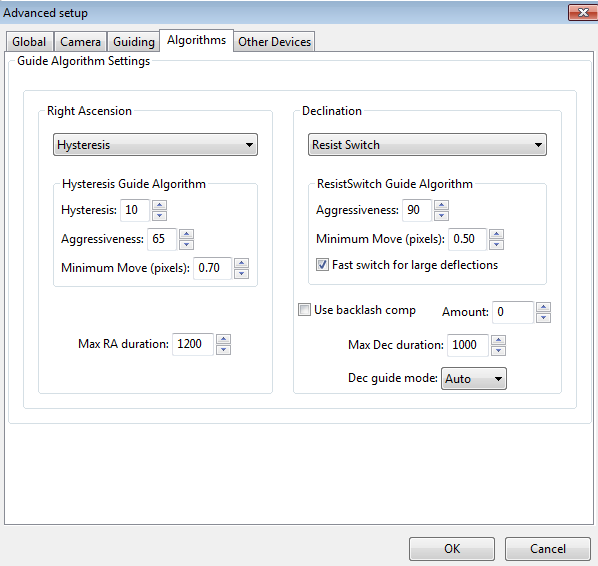 Advanced setup
Global Camera Guiding Algorithms Other Devices
Guide Algorithm Settings
Right Ascension
Hysteresis
Hysteresis Guide Algorithm
Hysteresis: 10
Aggressiveness: 65
Minimum Move (pixels): 0.70
Max RA duration: 1200
Declination
Resist Switch
ResistSwitch Guide Algorithm
Aggressiveness: 90
Minimum Move (pixels): 0.50
Fast switch for large deflections
Use backlash comp Amount: 0
Max Dec duration: 1000
Dec guide mode: Auto
OK Cancel